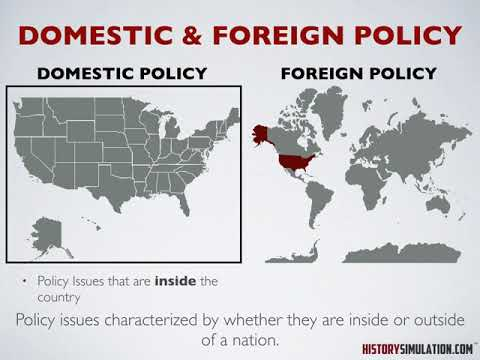 DOMESTIC & FOREIGN POLICY
DOMESTIC POLICY
FOREIGN POLICY
• Policy Issues that are inside the
country
Policy issues characterized by whether they are inside or outside
of a nation.
HISTORYSIMULATION.COM™